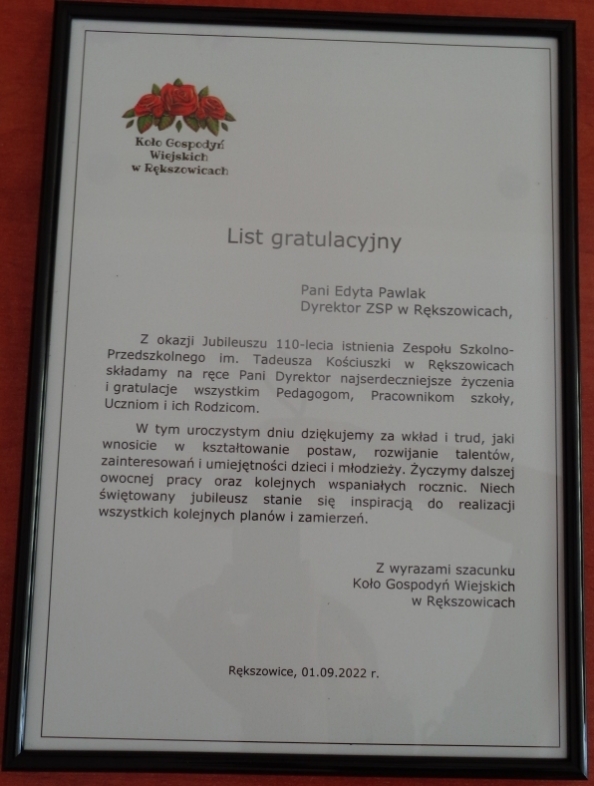 Koło Gospodyń
Wiejskich
w Rększowicach
List gratulacyjny
Pani Edyta Pawlak
Dyrektor ZSP w Rększowicach,
Z okazji Jubileuszu 110-lecia istnienia Zespołu Szkolno-
Przedszkolnego im. Tadeusza Kościuszki w Rększowicach
składamy na ręce Pani Dyrektor najserdeczniejsze życzenia
i gratulacje wszystkim Pedagogom, Pracownikom szkoły,
Uczniom i ich Rodzicom.
W tym uroczystym dniu dziękujemy za wkład i trud, jaki
wnosicie w kształtowanie postaw, rozwijanie talentów,
zainteresowań i umiejętności dzieci i młodzieży. Życzymy dalszej
owocnej pracy oraz kolejnych wspaniałych rocznic. Niech
świętowany jubileusz stanie się inspiracją do realizacji
wszystkich kolejnych planów i zamierzeń.
Z wyrazami szacunku
Koło Gospodyń Wiejskich
w Rększowicach
Rększowice, 01.09.2022 r.